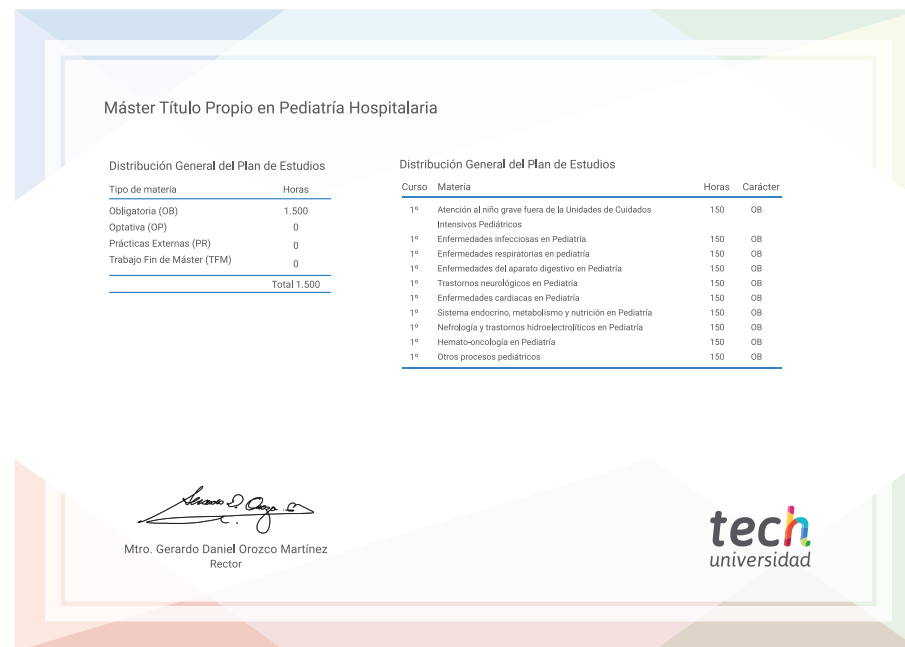 Máster Título Propio en Pediatría Hospitalaria
Distribución General del Plan de Estudios
Tipo de materia Horas
Obligatoria (OB) 1.500
Optativa (OP) 0
Prácticas Externas (PR) 0
Trabajo Fin de Máster (TFM) 0
Total 1.500
Distribución General del Plan de Estudios
Curso Materia Horas Carácter
1º Atención al niño grave fuera de la Unidades de Cuidados 150 OB
Intensivos Pediátricos
1º Enfermedades infecciosas en Pediatría 150 OB
1º Enfermedades respiratorias en pediatría 150 OB
1º Enfermedades del aparato digestivo en Pediatría 150 OB
1º Trastornos neurológicos en Pediatría 150 OB
1º Enfermedades cardiacas en Pediatría 150 OB
1º Sistema endocrino, metabolismo y nutrición en Pediatría 150 OB
1º Nefrología y trastornos hidroelectrolíticos en Pediatría 150 OB
1º Hemato-oncología en Pediatría 150 OB
1º Otros procesos pediátricos 150 OB
Mtro. Gerardo Daniel Orozco Martínez
Rector
tech
universidad